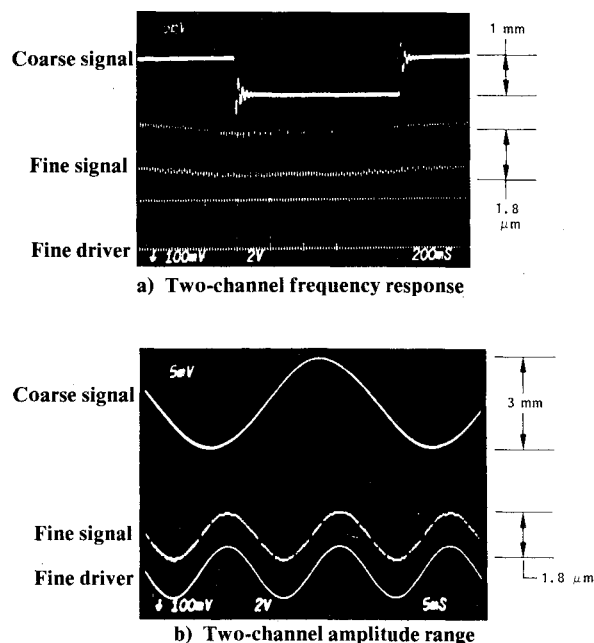 1 mm
Coarse signal
Fine signal
1.8
μm
Fine driver
↓ 100mV 2V 200mS
a) Two-channel frequency response
5mV
Coarse signal
3 mm
Fine signal
Fine driver
1.8 μm
↓ 100mV 2V 5mS
b) Two-channel amplitude range